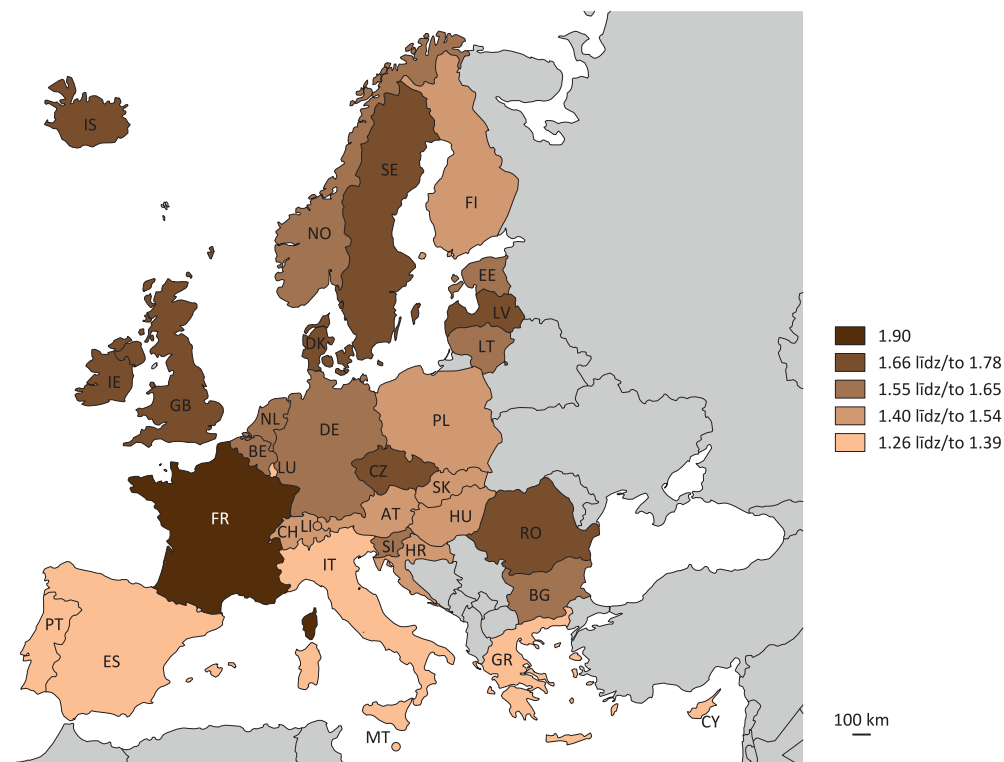 IS
SE
FI
NO
EE
LV
DK
LT
IE
GB
NL
PL
DE
BE
LU
CZ
SK
FR
AT
HU
CH
LI
RO
SI
HR
IT
BG
PT
ES
GR
CY
MT
1.90
1.66 līdz/to 1.78
1.55 līdz/to 1.65
1.40 līdz/to 1.54
1.26 līdz/to 1.39
100 km